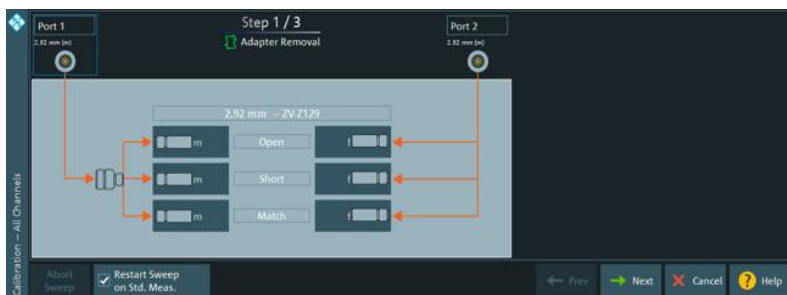 Port 1
2.92 mm (m)
Step 1 / 3
Adapter Removal
Port 2
2.92 mm (m)
2.92 mm – ZV-Z129
m
Open
f
m
Short
f
m
Match
f
Calibration – All Channels
Abort
Sweep
Restart Sweep
on Std. Meas.
Prev
Next
Cancel
? Help